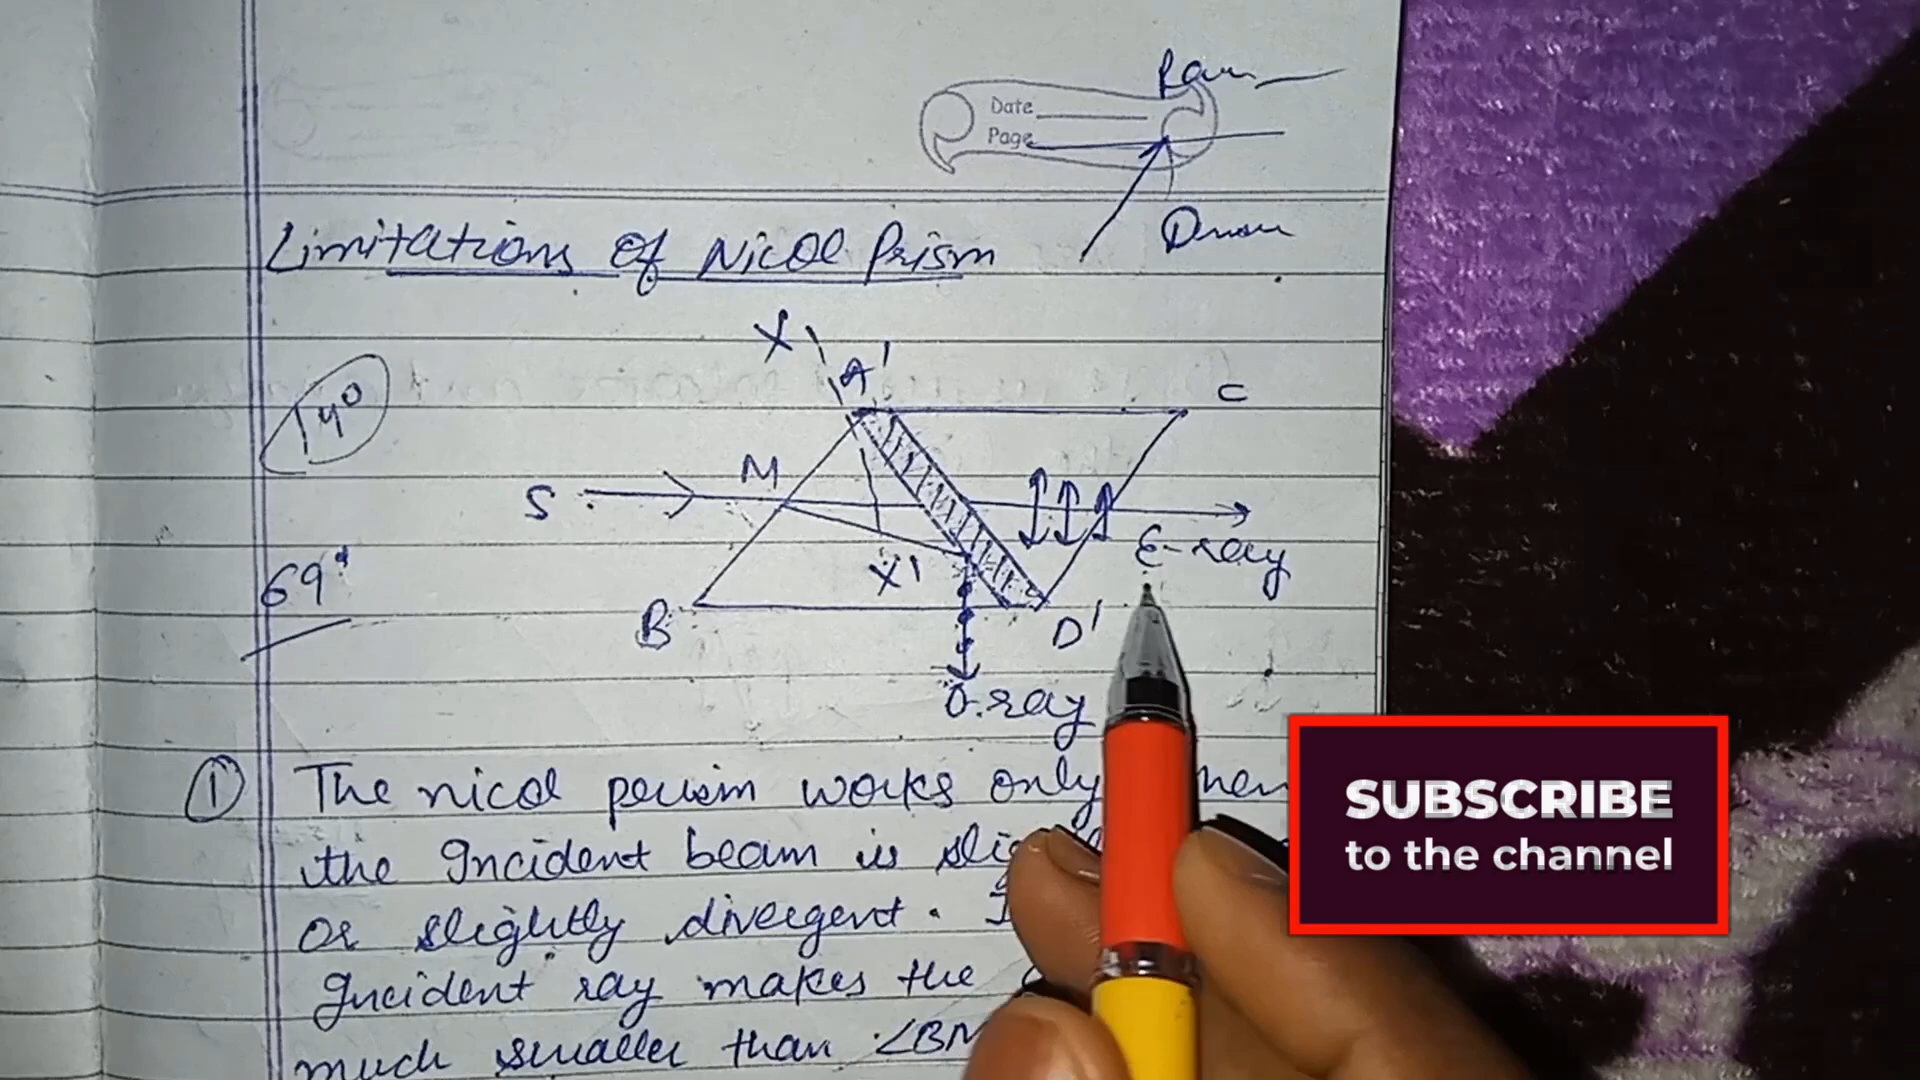 Date
Page
Limitations of Nicol Prism
X
A'
C
14°
M
S
E-ray
X'
69°
B
D'
O-ray
① The nicol prism works only
the Incident beam is
or slightly divergent.
Incident ray makes the
much smaller than ∠BM
SUBSCRIBE
to the channel